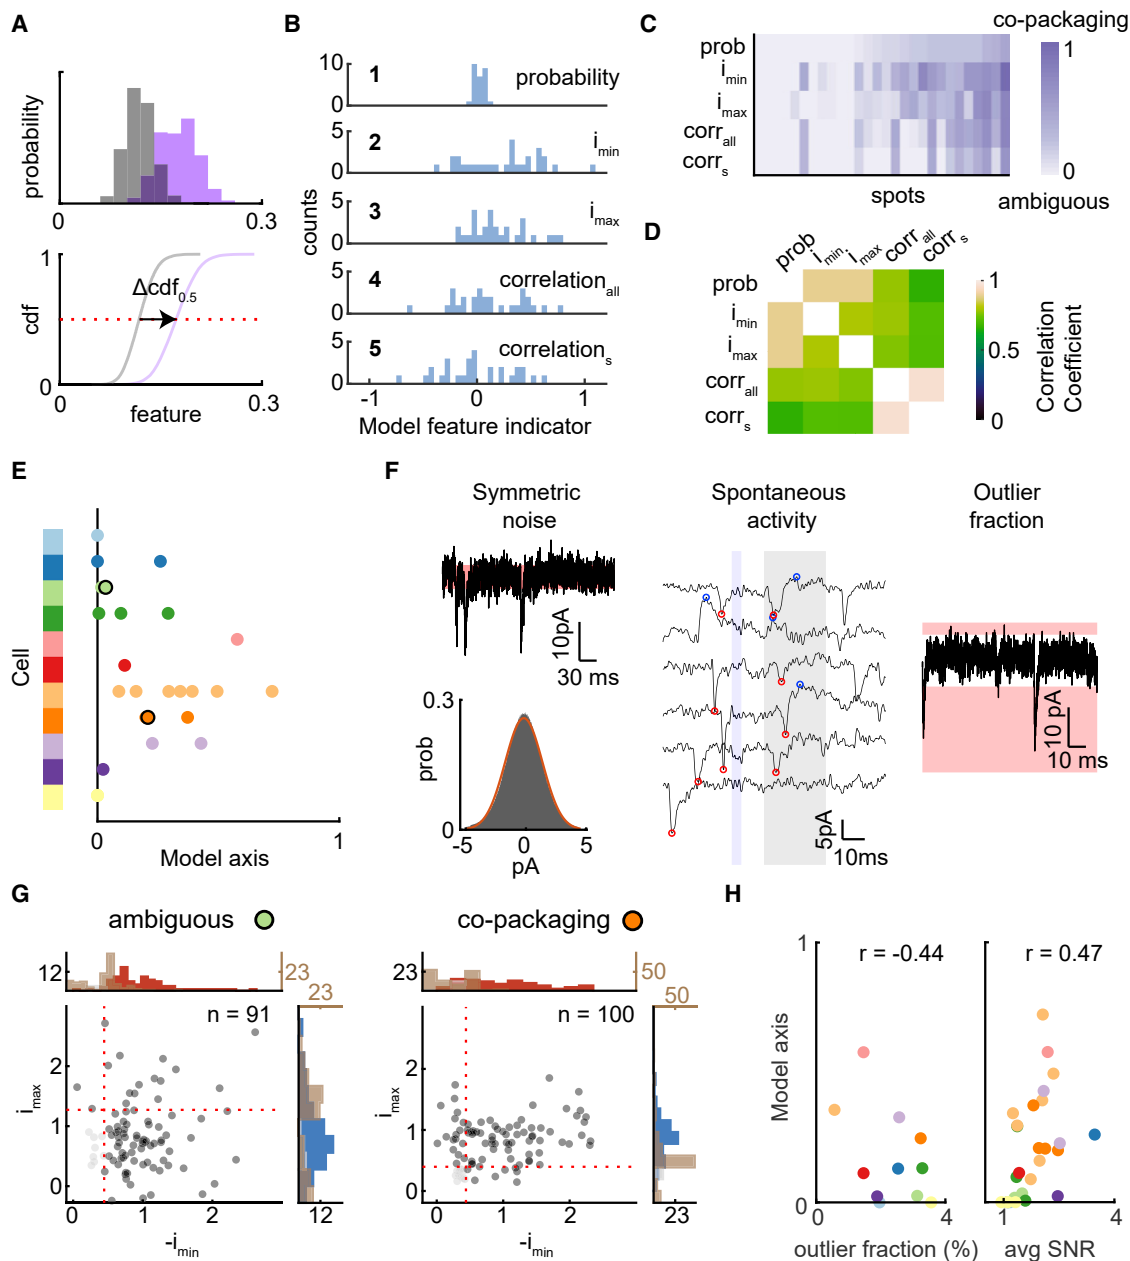 A
probability
0
0.3
cdf
1
0
Δcdf0.5
0
0.3
feature
B
counts
10
0
1
probability
5
0
2
imin
5
0
3
imax
5
0
4
correlationall
5
0
5
correlations
-1
0
1
Model feature indicator
C
prob
imin
imax
corrall
corrs
spots
co-packaging
1
0
ambiguous
D
prob
imin
imax
corrall
corrs
prob
imin
imax
corrall
corrs
1
0.5
0
Correlation
Coefficient
E
Cell
0
1
Model axis
F
Symmetric
noise
10pA
30 ms
0.3
prob
0
-5
0
5
pA
Spontaneous
activity
5pA
10ms
Outlier
fraction
10 pA
10 ms
G
ambiguous
12
23
23
n = 91
imax
2
1
0
0
1
2
-imin
12
co-packaging
23
50
50
n = 100
imax
2
1
0
0
1
2
-imin
23
H
Model axis
1
0
r = -0.44
0
4
outlier fraction (%)
r = 0.47
1
4
avg SNR